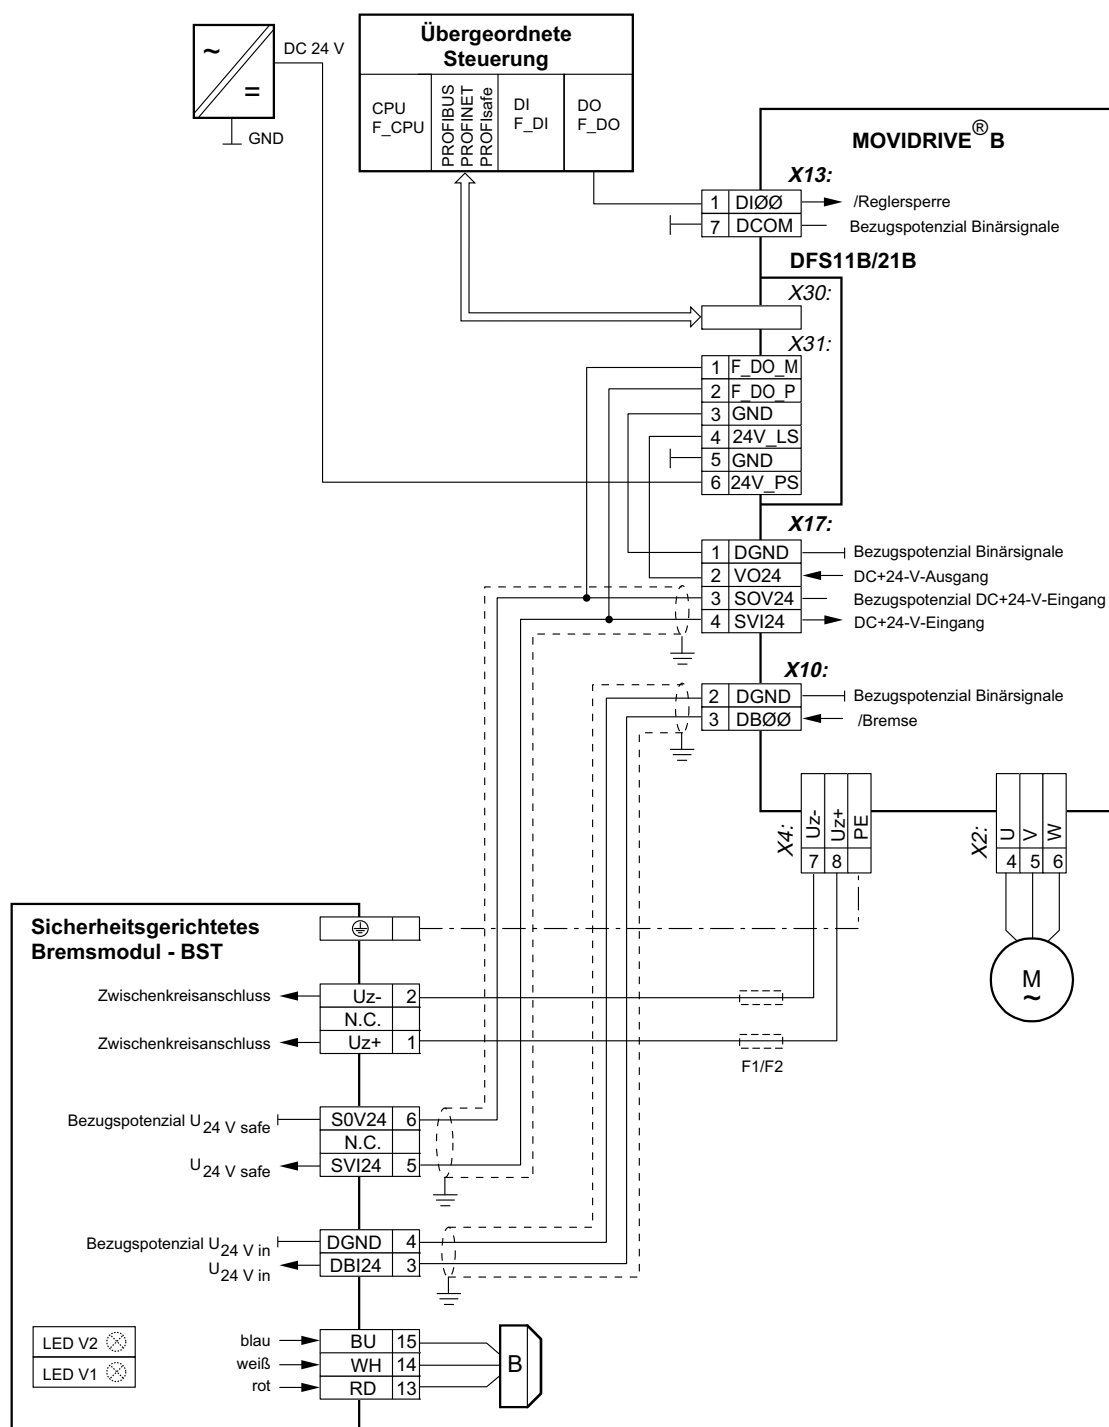 ~
=
DC 24 V
GND
Übergeordnete
Steuerung
CPU
F_CPU
PROFIBUS
PROFINET
PROFIsafe
DI
F_DI
DO
F_DO
MOVIDRIVE® B
X13:
1 DIØØ /Reglersperre
7 DCOM Bezugspotenzial Binärsignale
DFS11B/21B
X30:
X31:
1 F_DO_M
2 F_DO_P
3 GND
4 24V_LS
5 GND
6 24V_PS
X17:
1 DGND Bezugspotenzial Binärsignale
2 VO24 DC+24-V-Ausgang
3 SOV24 Bezugspotenzial DC+24-V-Eingang
4 SVI24 DC+24-V-Eingang
X10:
2 DGND Bezugspotenzial Binärsignale
3 DBØØ /Bremse
X4:
Uz- Uz+ PE
7 8
X2:
U V W
4 5 6
M
~
Sicherheitsgerichtetes
Bremsmodul - BST
Zwischenkreisanschluss Uz- 2
N.C.
Zwischenkreisanschluss Uz+ 1
F1/F2
Bezugspotenzial U24 V safe S0V24 6
N.C.
U24 V safe SVI24 5
Bezugspotenzial U24 V in DGND 4
U24 V in DBI24 3
LED V2
LED V1
blau BU 15
weiß WH 14
rot RD 13
B